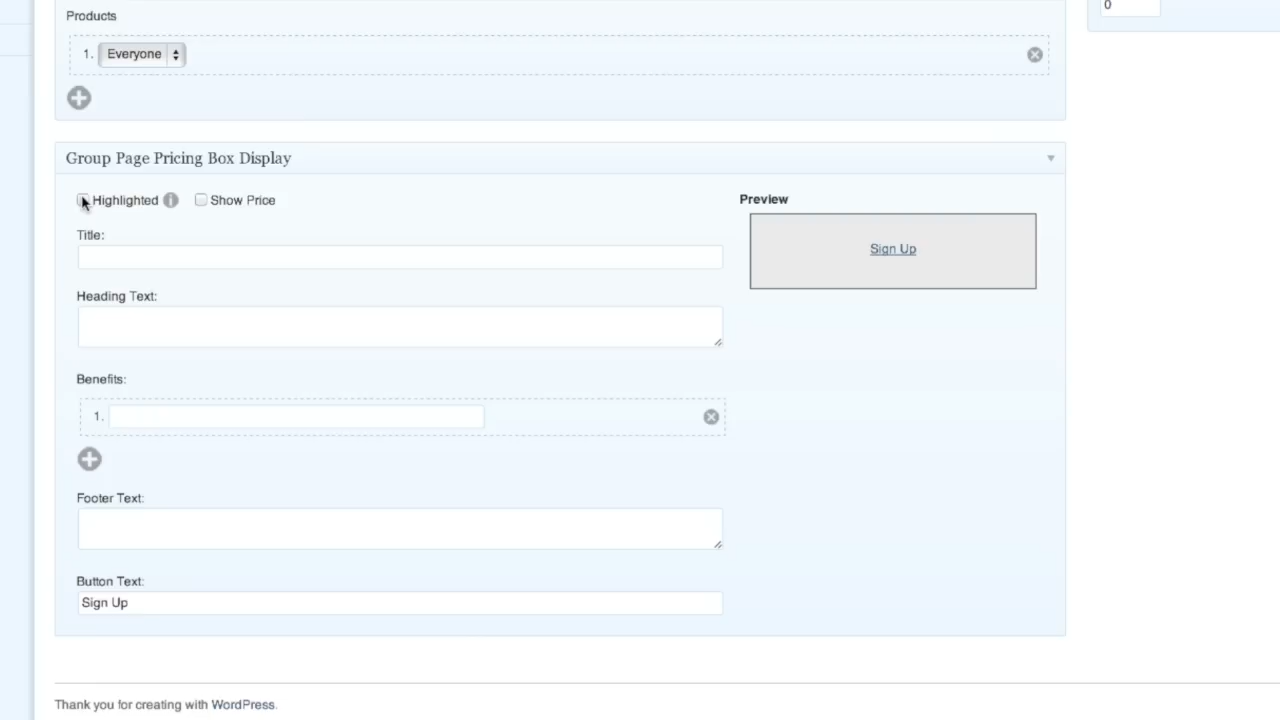 Products
0
1. Everyone
Group Page Pricing Box Display
Highlighted i Show Price
Preview
Title:
Sign Up
Heading Text:
Benefits:
1.
Footer Text:
Button Text:
Sign Up
Thank you for creating with WordPress.